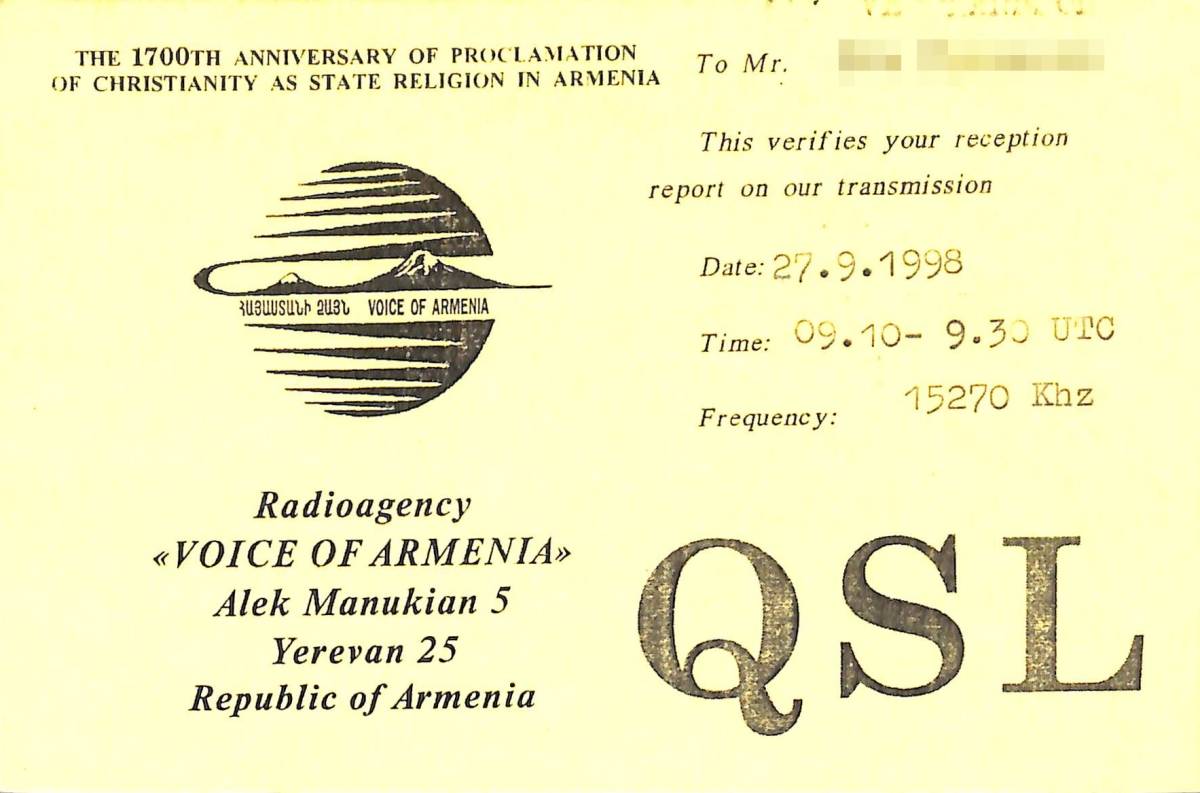 THE 1700TH ANNIVERSARY OF PROCLAMATION
OF CHRISTIANITY AS STATE RELIGION IN ARMENIA
ՀԱՅԱՍՏԱՆԻ ՁԱՅՆ VOICE OF ARMENIA
Radioagency
«VOICE OF ARMENIA»
Alek Manukian 5
Yerevan 25
Republic of Armenia
To Mr.
This verifies your reception
report on our transmission
Date: 27.9.1998
Time: 09.10- 9.30 UTC
Frequency: 15270 Khz
QSL